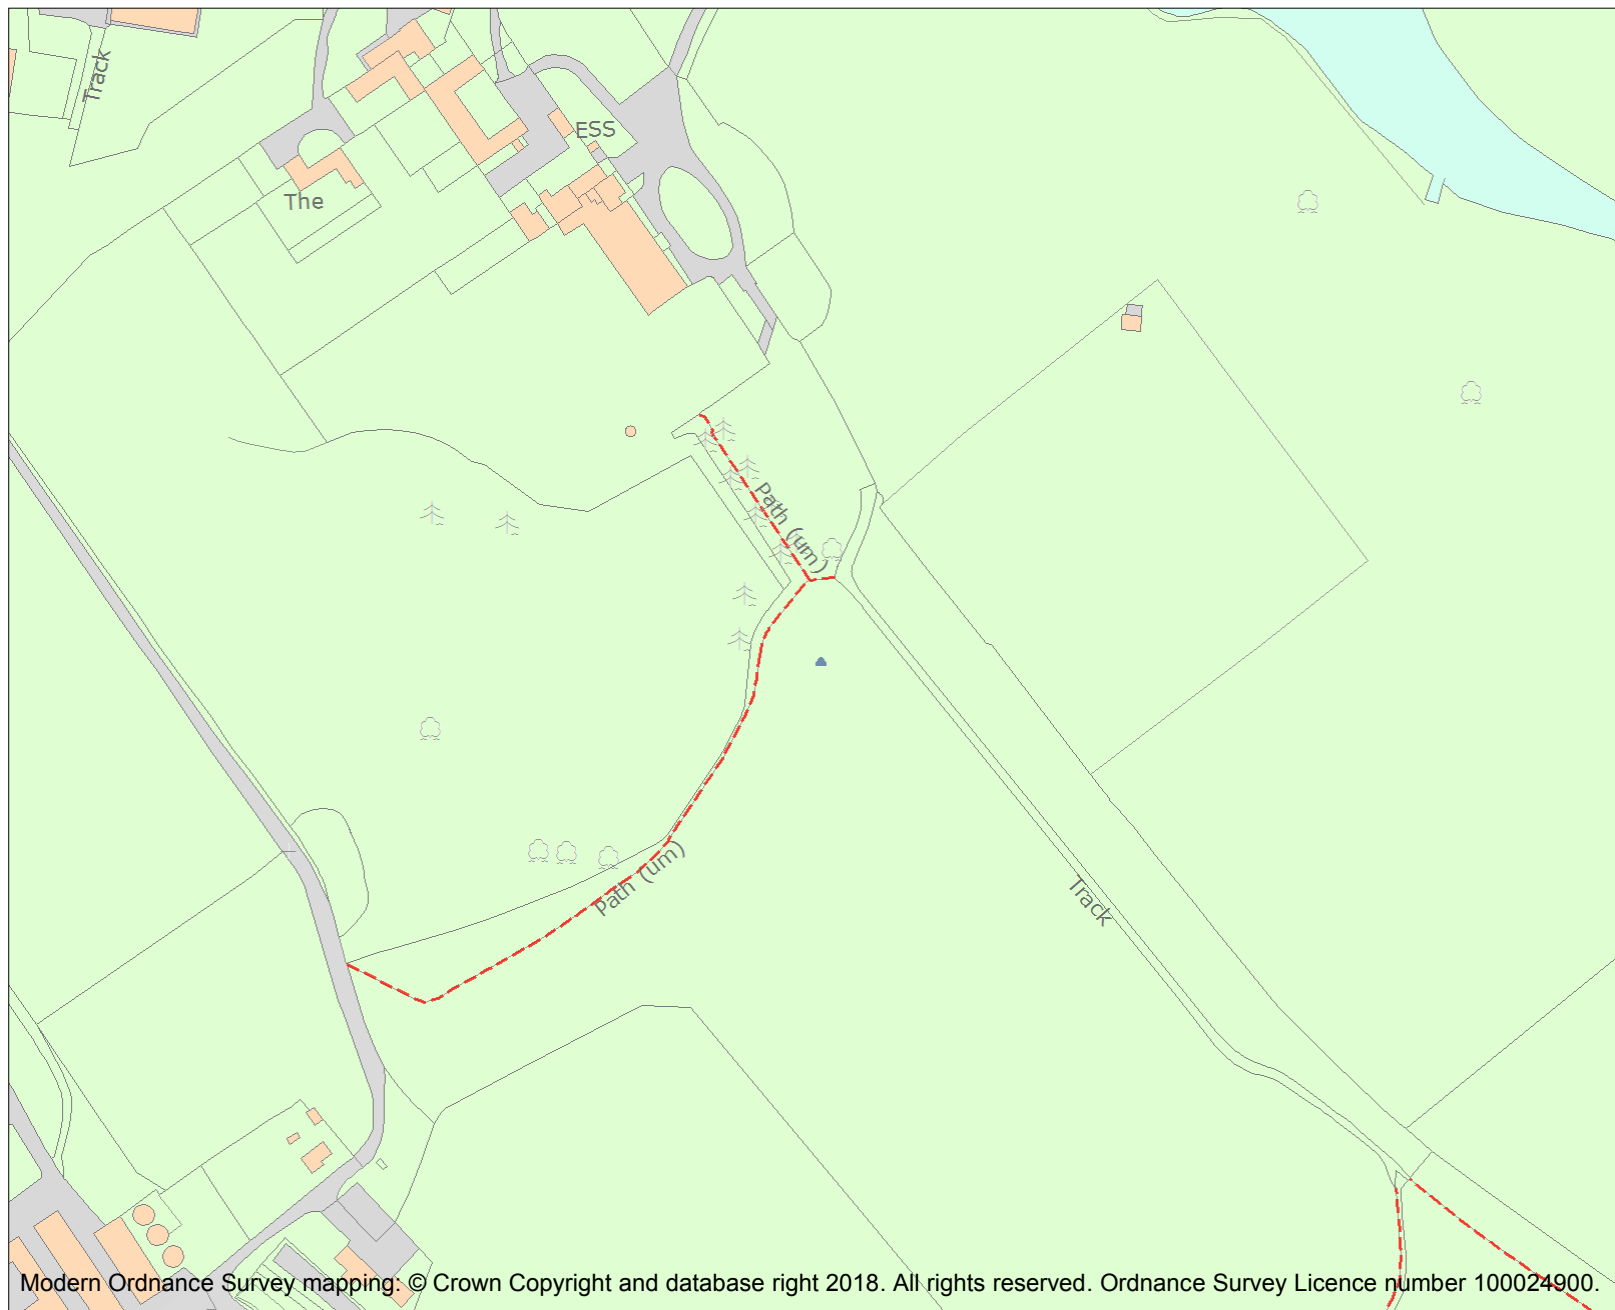 Track
ESS
The
Path (um)
Path (um)
Track
Modern Ordnance Survey mapping: © Crown Copyright and database right 2018. All rights reserved. Ordnance Survey Licence number 100024900.